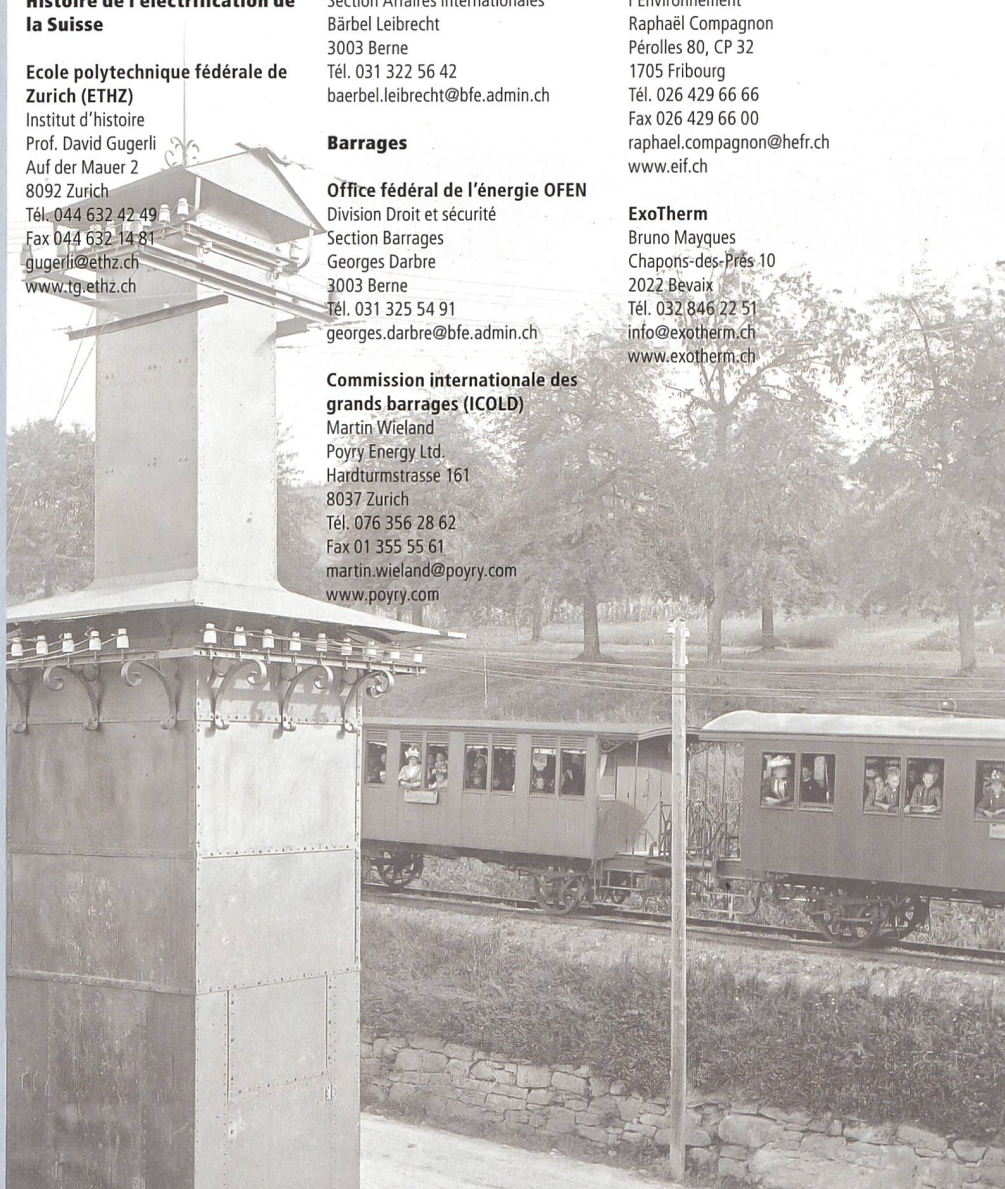 Histoire de l'électrification de
la Suisse
Ecole polytechnique fédérale de
Zurich (ETHZ)
Institut d'histoire
Prof. David Gugerli
Auf der Mauer 2
8092 Zurich
Tél. 044 632 42 49
Fax 044 632 14 81
gugerli@ethz.ch
www.tg.ethz.ch
Section Affaires internationales
Bärbel Leibrecht
3003 Berne
Tél. 031 322 56 42
baerbel.leibrecht@bfe.admin.ch
Barrages
Office fédéral de l'énergie OFEN
Division Droit et sécurité
Section Barrages
Georges Darbre
3003 Berne
Tél. 031 325 54 91
georges.darbre@bfe.admin.ch
Commission internationale des
grands barrages (ICOLD)
Martin Wieland
Poyry Energy Ltd.
Hardturmstrasse 161
8037 Zurich
Tél. 076 356 28 62
Fax 01 355 55 61
martin.wieland@poyry.com
www.poyry.com
l'Environnement
Raphaël Compagnon
Pérolles 80, CP 32
1705 Fribourg
Tél. 026 429 66 66
Fax 026 429 66 00
raphael.compagnon@hefr.ch
www.eif.ch
ExoTherm
Bruno Mayques
Chapons-des-Prés 10
2022 Bevaix
Tél. 032 846 22 51
info@exotherm.ch
www.exotherm.ch